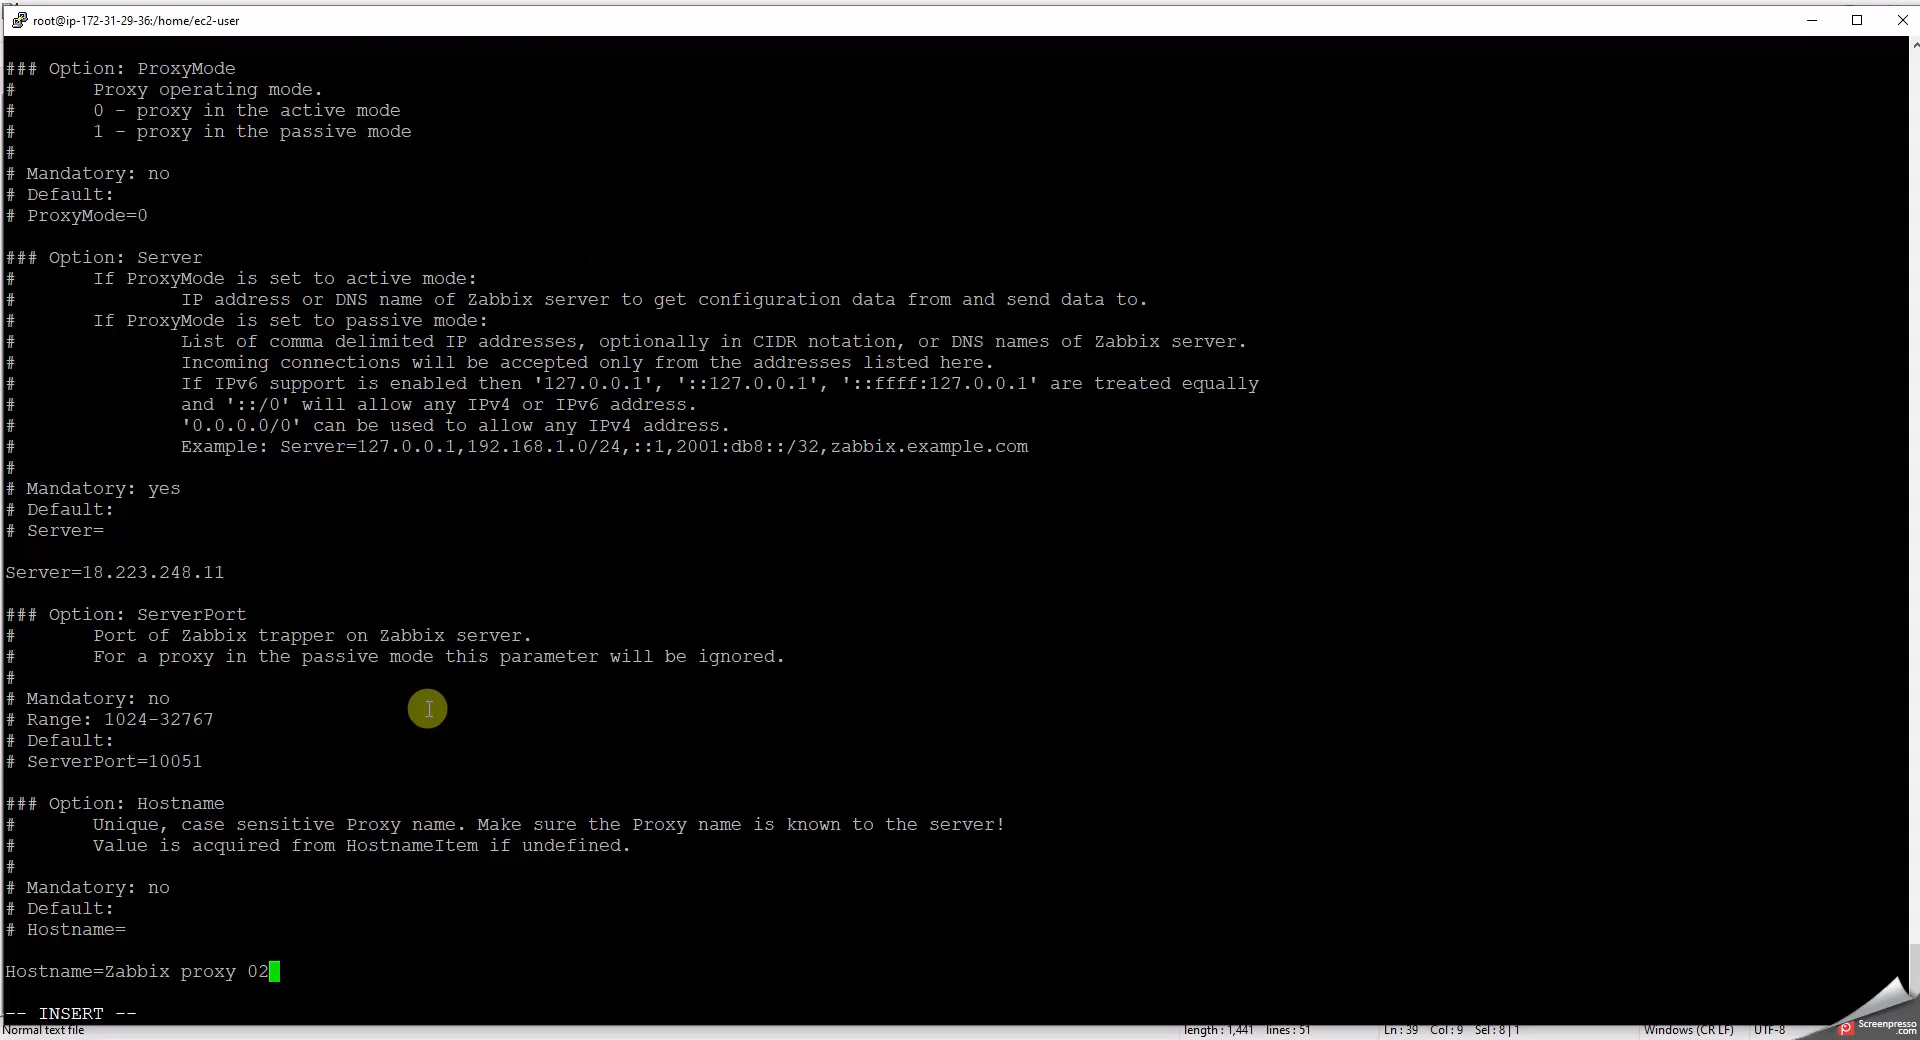 root@ip-172-31-29-36:/home/ec2-user
### Option: ProxyMode
#       Proxy operating mode.
#       0 - proxy in the active mode
#       1 - proxy in the passive mode
#
# Mandatory: no
# Default:
# ProxyMode=0
### Option: Server
#       If ProxyMode is set to active mode:
#               IP address or DNS name of Zabbix server to get configuration data from and send data to.
#       If ProxyMode is set to passive mode:
#               List of comma delimited IP addresses, optionally in CIDR notation, or DNS names of Zabbix server.
#               Incoming connections will be accepted only from the addresses listed here.
#               If IPv6 support is enabled then '127.0.0.1', '::127.0.0.1', '::ffff:127.0.0.1' are treated equally
#               and '::/0' will allow any IPv4 or IPv6 address.
#               '0.0.0.0/0' can be used to allow any IPv4 address.
#               Example: Server=127.0.0.1,192.168.1.0/24,::1,2001:db8::/32,zabbix.example.com
#
# Mandatory: yes
# Default:
# Server=
Server=18.223.248.11
### Option: ServerPort
#       Port of Zabbix trapper on Zabbix server.
#       For a proxy in the passive mode this parameter will be ignored.
#
# Mandatory: no
# Range: 1024-32767
# Default:
# ServerPort=10051
### Option: Hostname
#       Unique, case sensitive Proxy name. Make sure the Proxy name is known to the server!
#       Value is acquired from HostnameItem if undefined.
#
# Mandatory: no
# Default:
# Hostname=
Hostname=Zabbix proxy 02
-- INSERT --
Normal text file length : 1,441 lines : 51 Ln : 39 Col : 9 Sel : 8 | 1 Windows (CR LF) UTF-8
Screenpresso
.com